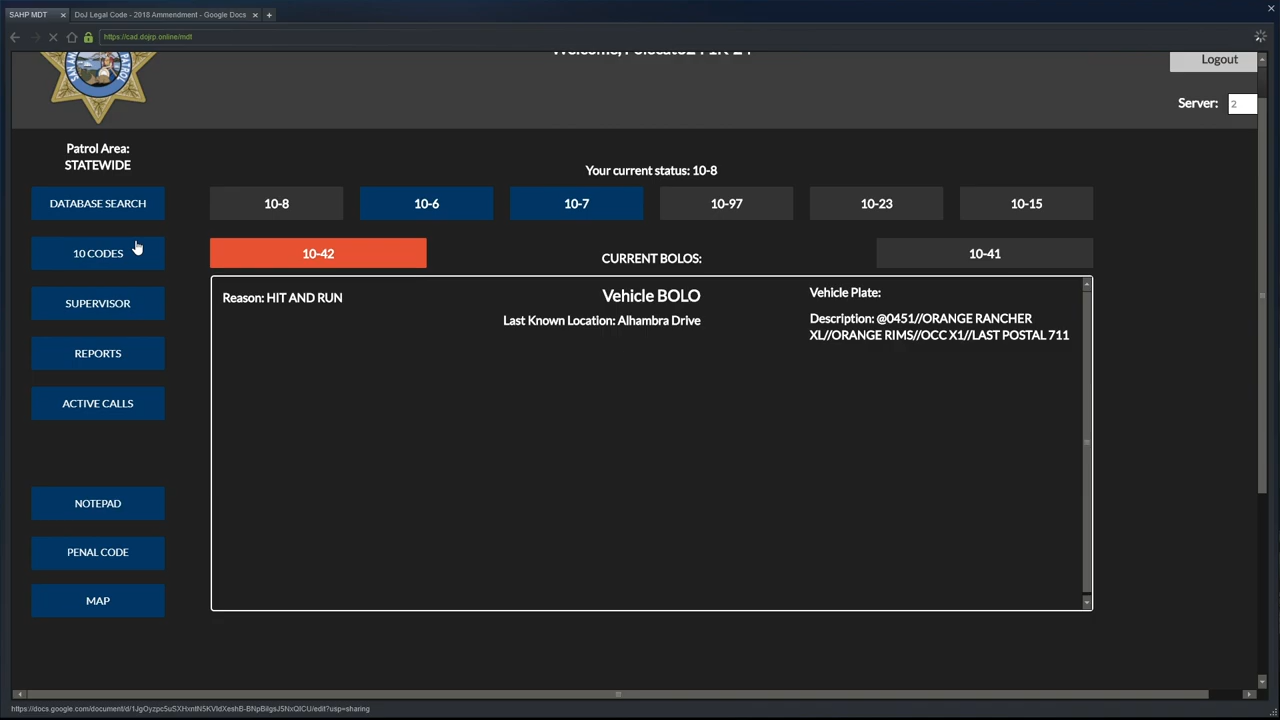 SAHP MDT
DoJ Legal Code - 2018 Ammendment - Google Docs
https://cad.dojrp.online/mdt
Logout
Server: 2
Patrol Area:
STATEWIDE
Your current status: 10-8
DATABASE SEARCH
10-8
10-6
10-7
10-97
10-23
10-15
10 CODES
10-42
CURRENT BOLOS:
10-41
SUPERVISOR
REPORTS
ACTIVE CALLS
NOTEPAD
PENAL CODE
MAP
Reason: HIT AND RUN
Vehicle BOLO
Last Known Location: Alhambra Drive
Vehicle Plate:
Description: @0451//ORANGE RANCHER
XL//ORANGE RIMS//OCC X1//LAST POSTAL 711